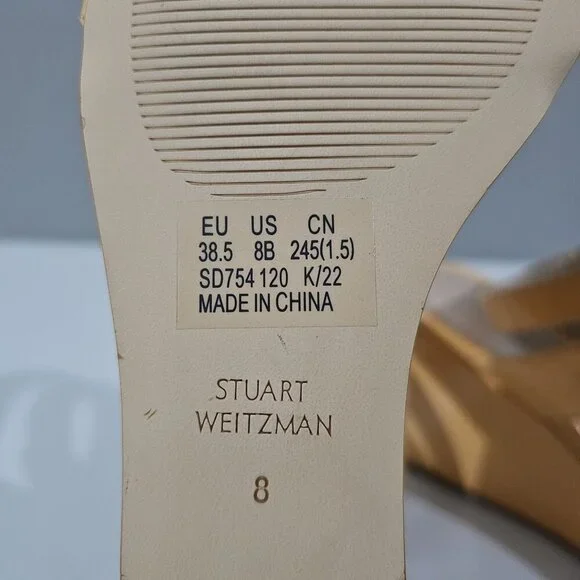 EU US CN
38.5 8B 245(1.5)
SD754 120 K/22
MADE IN CHINA
STUART
WEITZMAN
8